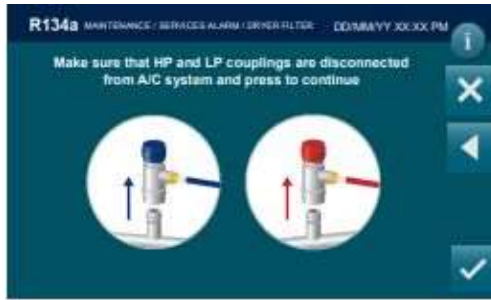 R134a MAINTENANCE / SERVICES ALARM / DRYER FILTER DD/MM/YY XX:XX PM
i
Make sure that HP and LP couplings are disconnected
from A/C system and press to continue